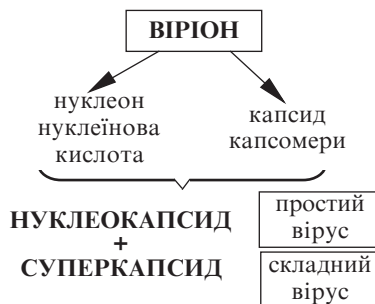 ВІРІОН
нуклеон
нуклеїнова
кислота
капсид
капсомери
НУКЛЕОКАПСИД
+
СУПЕРКАПСИД
простий
вірус
складний
вірус